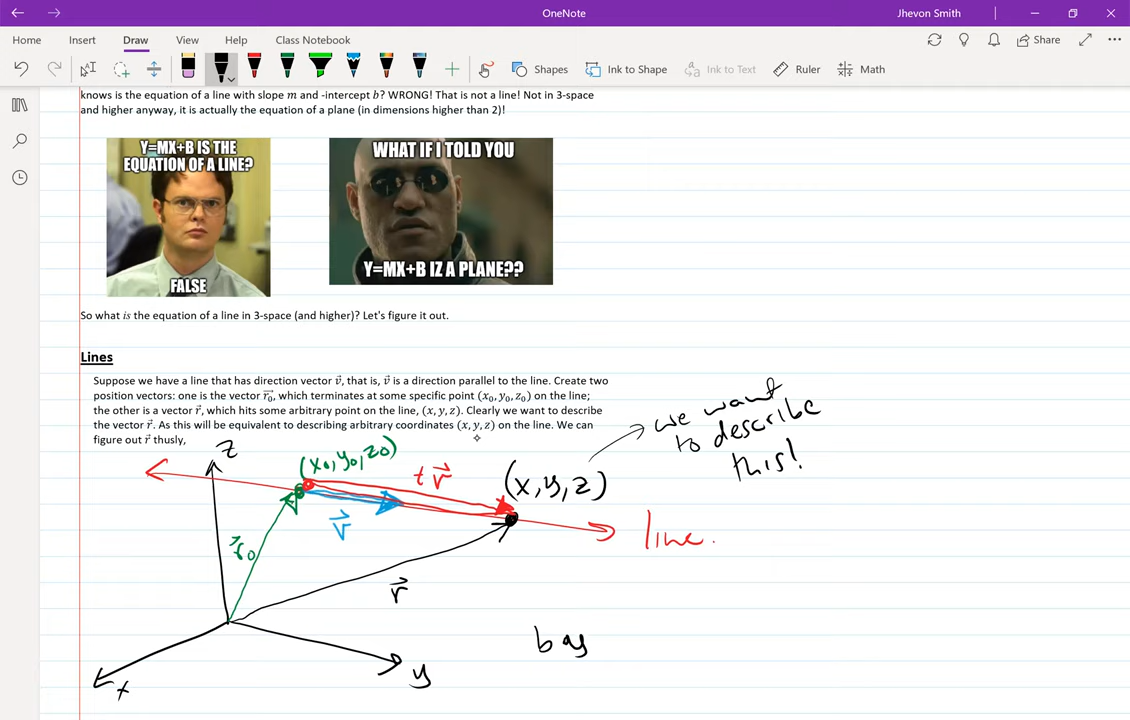 OneNote
Jhevon Smith
Home Insert Draw View Help Class Notebook
Share
Shapes Ink to Shape Ink to Text Ruler Math
knows is the equation of a line with slope m and -intercept b? WRONG! That is not a line! Not in 3-space
and higher anyway, it is actually the equation of a plane (in dimensions higher than 2)!
Y=MX+B IS THE
EQUATION OF A LINE?
FALSE
WHAT IF I TOLD YOU
Y=MX+B IZ A PLANE??
So what is the equation of a line in 3-space (and higher)? Let's figure it out.
Lines
Suppose we have a line that has direction vector v⃗, that is, v⃗ is a direction parallel to the line. Create two
position vectors: one is the vector r₀⃗, which terminates at some specific point (x₀, y₀, z₀) on the line;
the other is a vector r⃗, which hits some arbitrary point on the line, (x, y, z). Clearly we want to describe
the vector r⃗. As this will be equivalent to describing arbitrary coordinates (x, y, z) on the line. We can
figure out r⃗ thusly,
we want
to describe
this!
z
(x₀, y₀, z₀)
t v⃗
(x, y, z)
v⃗
line.
r⃗₀
r⃗
by
y
x